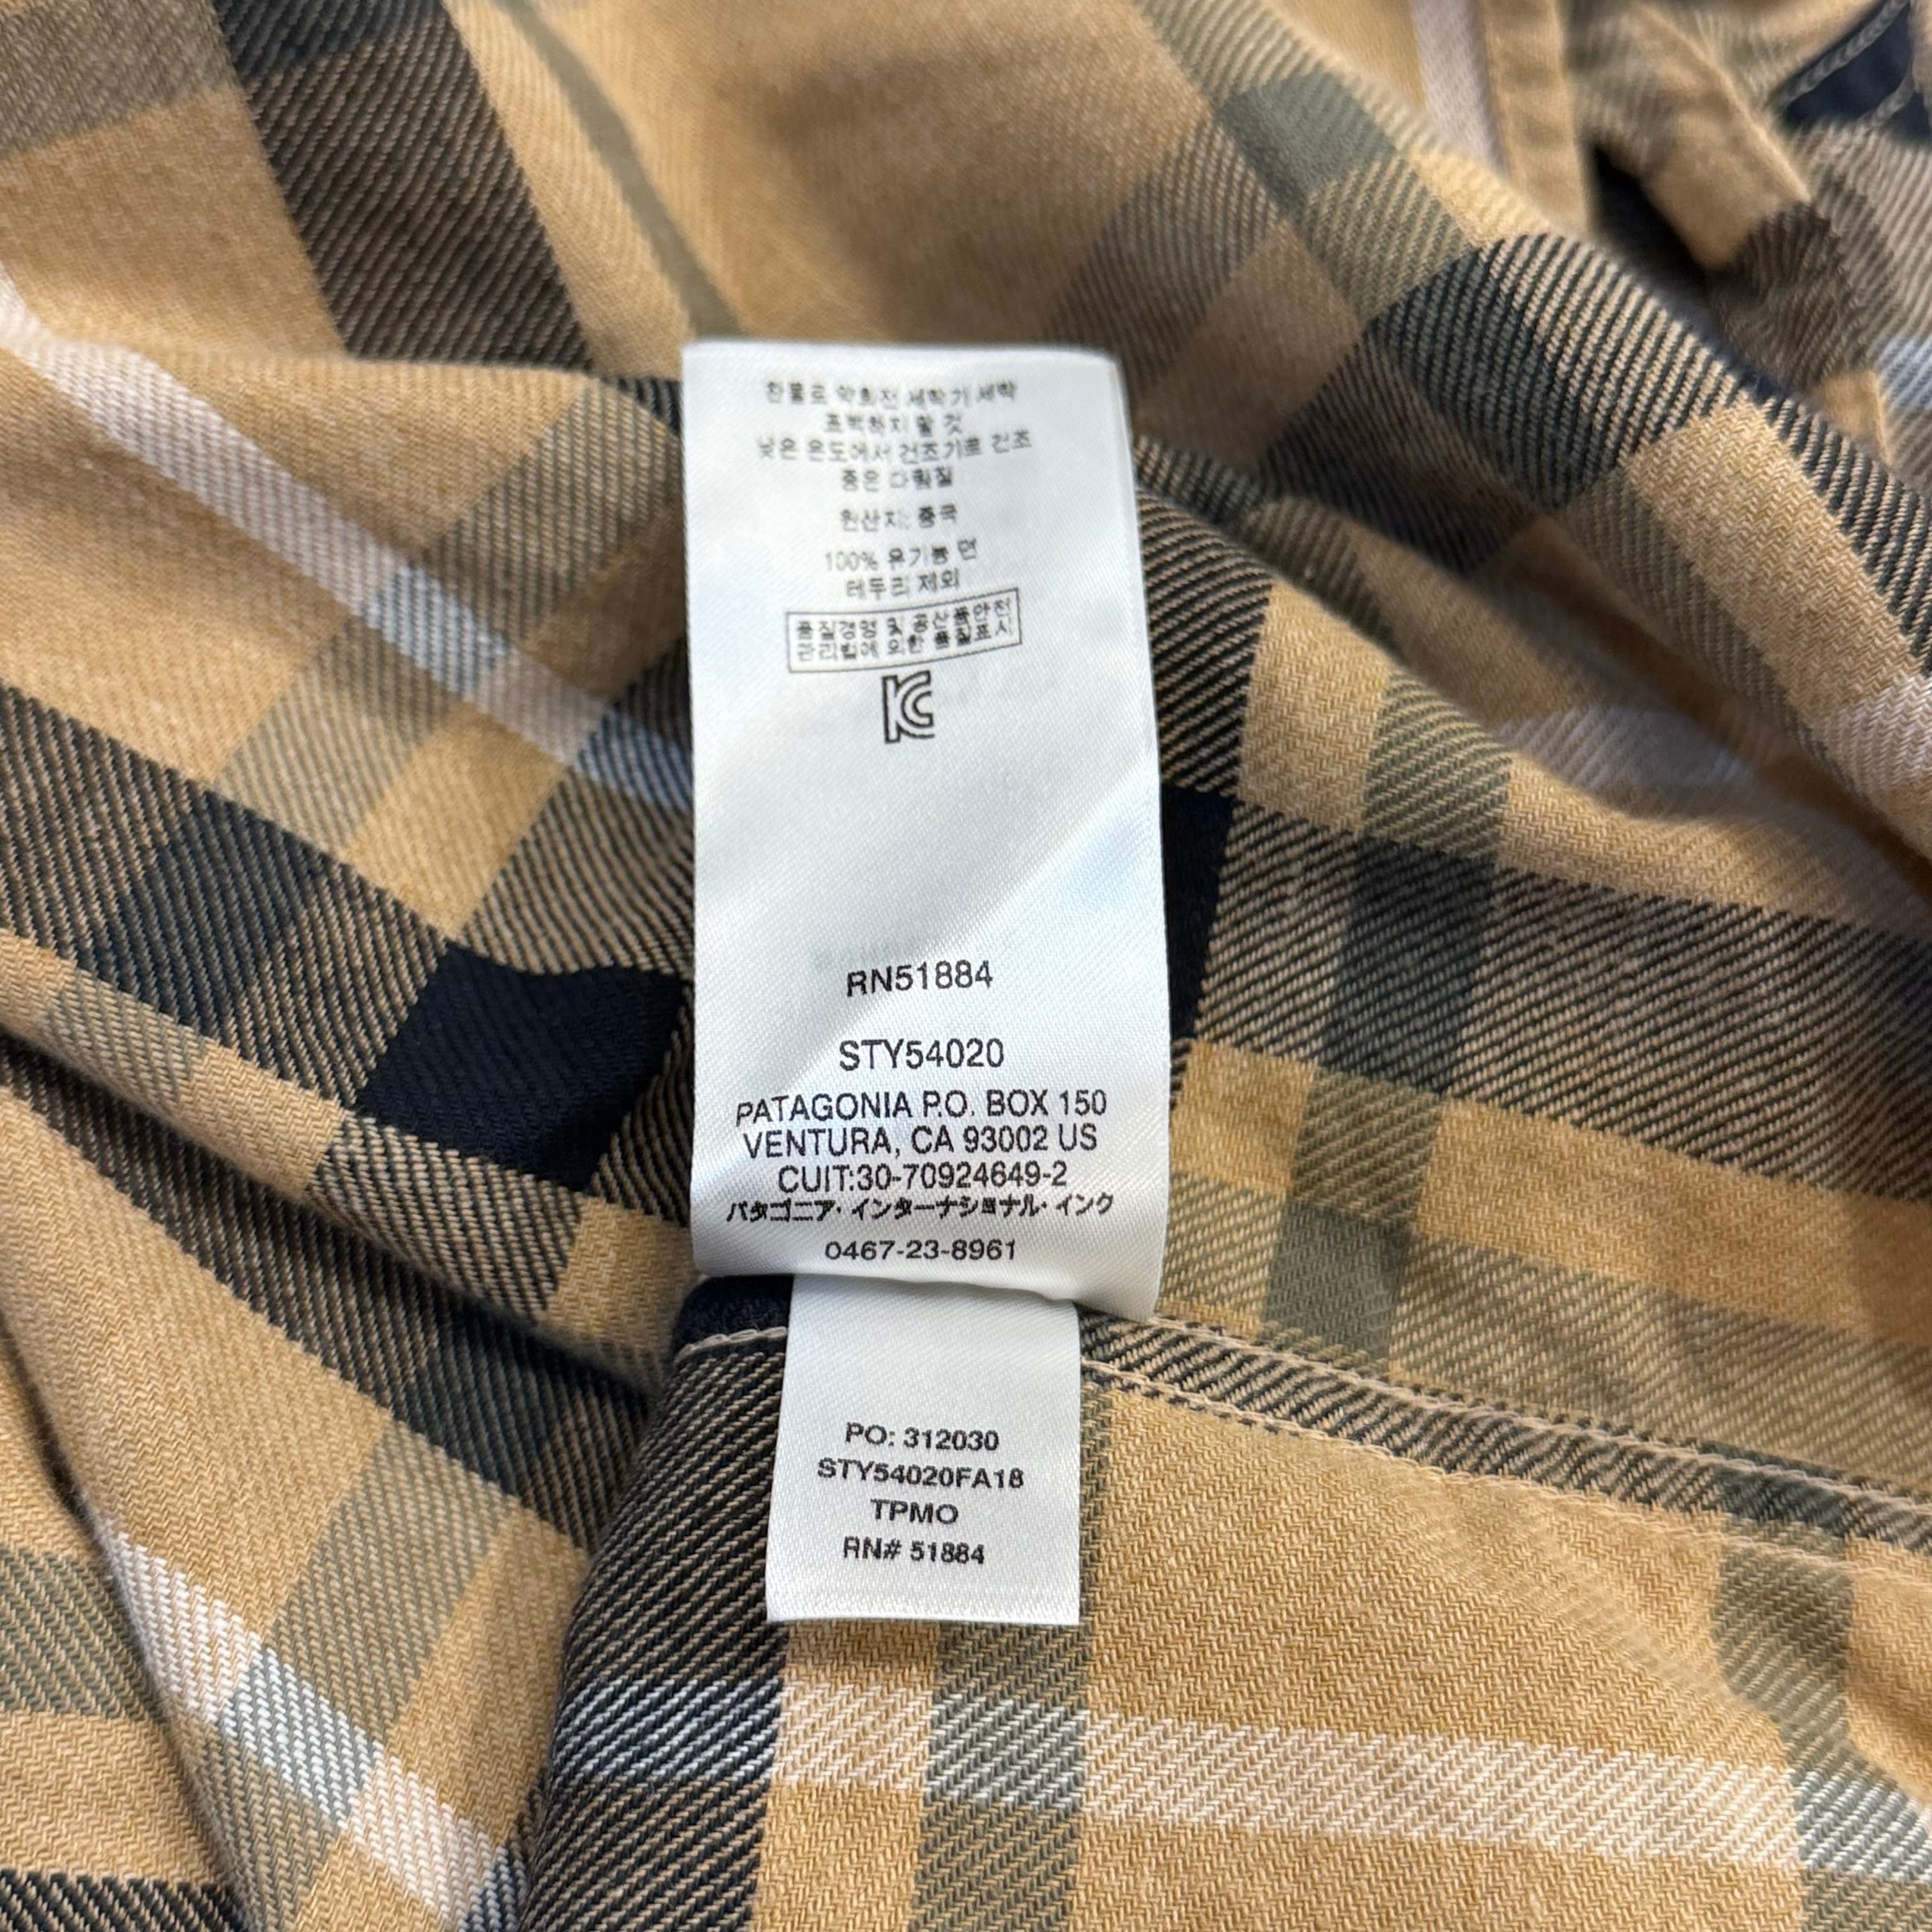 찬물로 약회전 세탁기 세탁
표백하지 말 것
낮은 온도에서 건조기로 건조
중온 다림질
원산지: 중국
100% 유기농 면
테두리 제외
품질경영 및 공산품안전
관리법에 의한 품질표시
KC
RN51884
STY54020
PATAGONIA P.O. BOX 150
VENTURA, CA 93002 US
CUIT:30-70924649-2
パタゴニア・インターナショナル・インク
0467-23-8961
PO: 312030
STY54020FA18
TPMO
RN# 51884